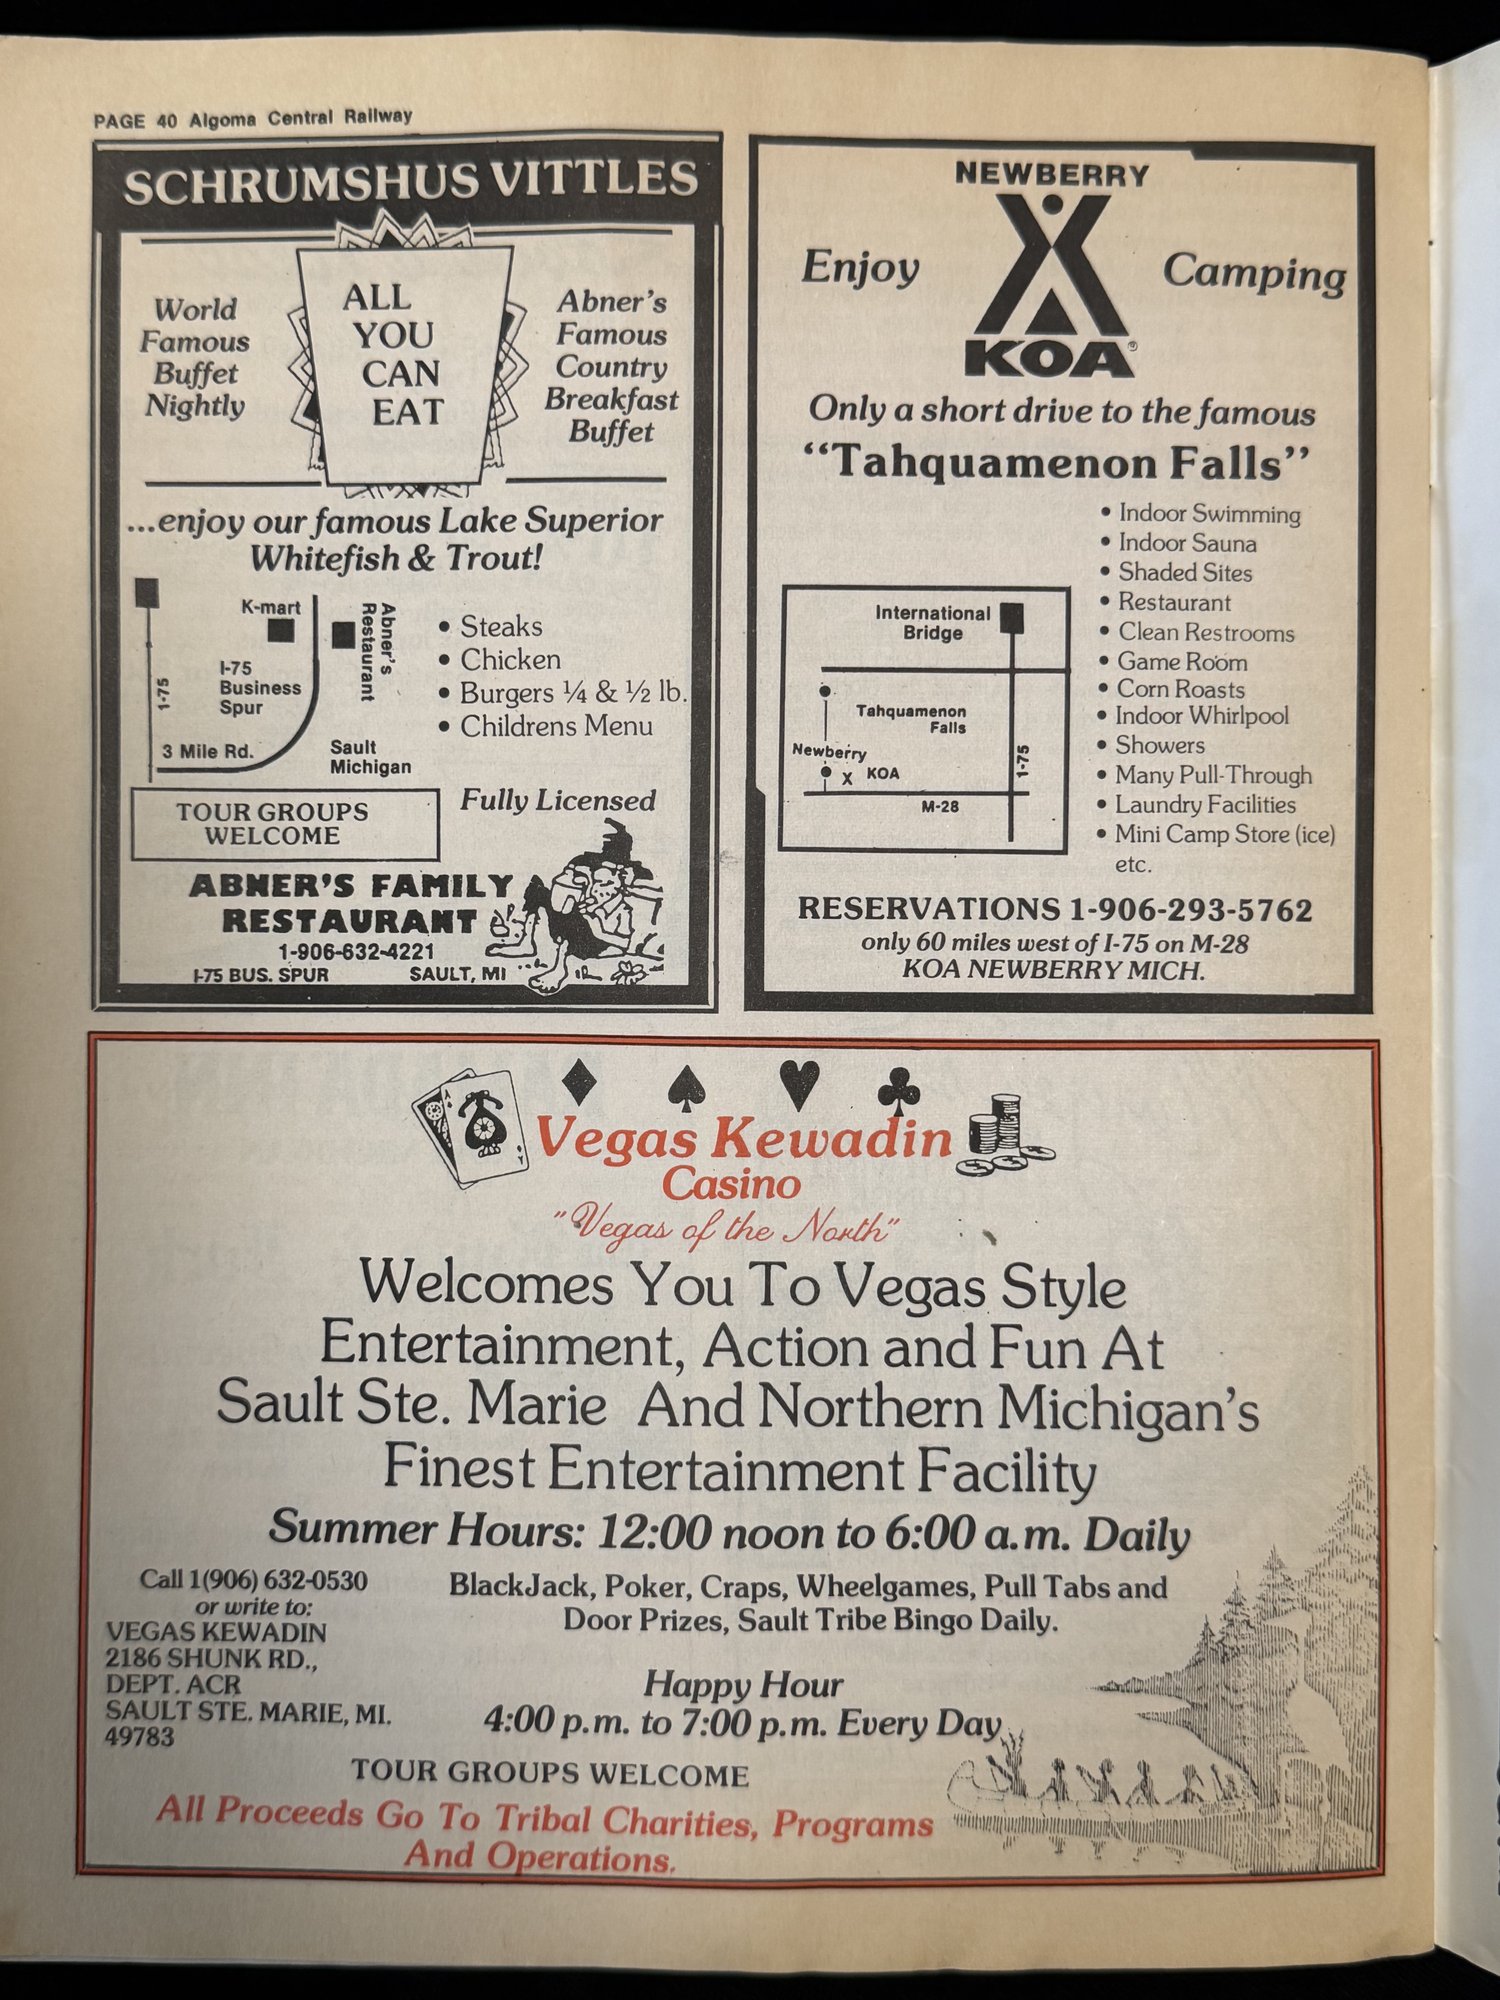 PAGE 40 Algoma Central Railway
SCHRUMSHUS VITTLES
World
Famous
Buffet
Nightly
ALL
YOU
CAN
EAT
Abner's
Famous
Country
Breakfast
Buffet
...enjoy our famous Lake Superior
Whitefish & Trout!
K-mart
Abner's
Restaurant
I-75
I-75
Business
Spur
3 Mile Rd.
Sault
Michigan
• Steaks
• Chicken
• Burgers ¼ & ½ lb.
• Childrens Menu
TOUR GROUPS
WELCOME
Fully Licensed
ABNER'S FAMILY
RESTAURANT
1-906-632-4221
I-75 BUS. SPUR SAULT, MI
NEWBERRY
Enjoy Camping
KOA®
Only a short drive to the famous
"Tahquamenon Falls"
International
Bridge
Tahquamenon
Falls
Newberry
X KOA
I-75
M-28
• Indoor Swimming
• Indoor Sauna
• Shaded Sites
• Restaurant
• Clean Restrooms
• Game Room
• Corn Roasts
• Indoor Whirlpool
• Showers
• Many Pull-Through
• Laundry Facilities
• Mini Camp Store (ice)
etc.
RESERVATIONS 1-906-293-5762
only 60 miles west of I-75 on M-28
KOA NEWBERRY MICH.
Vegas Kewadin
Casino
"Vegas of the North"
Welcomes You To Vegas Style
Entertainment, Action and Fun At
Sault Ste. Marie And Northern Michigan's
Finest Entertainment Facility
Summer Hours: 12:00 noon to 6:00 a.m. Daily
Call 1(906) 632-0530
or write to:
VEGAS KEWADIN
2186 SHUNK RD.,
DEPT. ACR
SAULT STE. MARIE, MI.
49783
BlackJack, Poker, Craps, Wheelgames, Pull Tabs and
Door Prizes, Sault Tribe Bingo Daily.
Happy Hour
4:00 p.m. to 7:00 p.m. Every Day
TOUR GROUPS WELCOME
All Proceeds Go To Tribal Charities, Programs
And Operations.